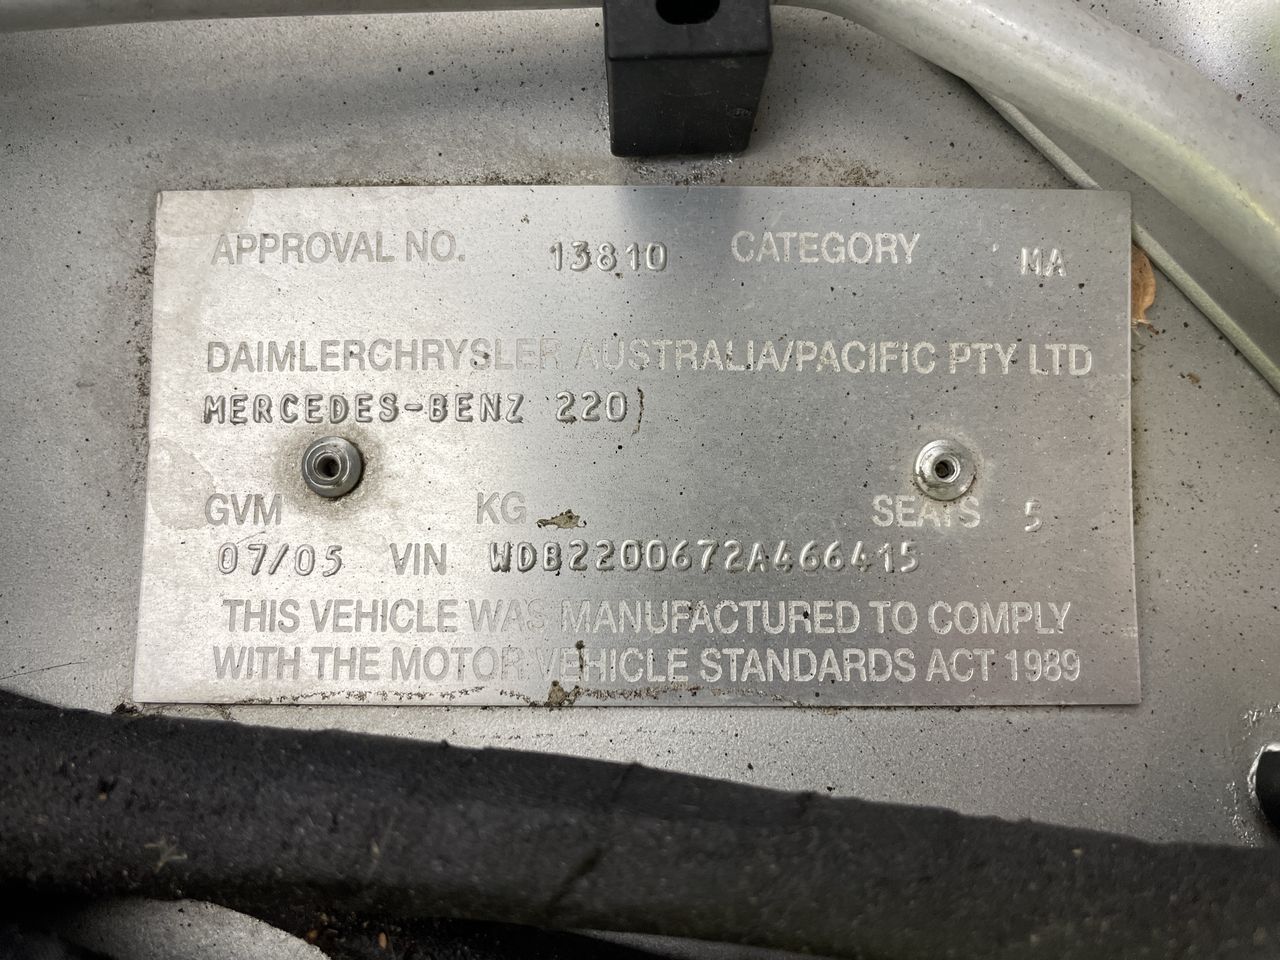 APPROVAL NO. 13810 CATEGORY MA
DAIMLERCHRYSLER AUSTRALIA/PACIFIC PTY LTD
MERCEDES-BENZ 220
GVM KG SEATS 5
07/05 VIN WDB2200672A466415
THIS VEHICLE WAS MANUFACTURED TO COMPLY
WITH THE MOTOR VEHICLE STANDARDS ACT 1989